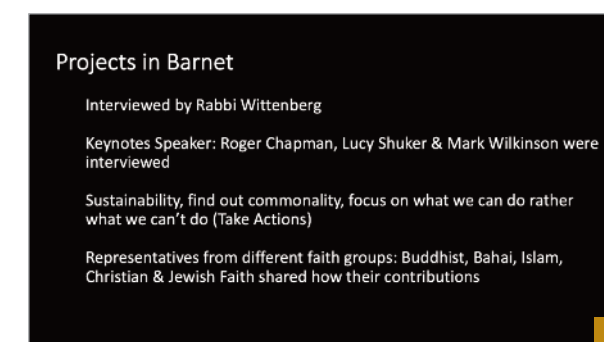 Projects in Barnet
Interviewed by Rabbi Wittenberg
Keynotes Speaker: Roger Chapman, Lucy Shuker & Mark Wilkinson were
interviewed
Sustainability, find out commonality, focus on what we can do rather
what we can't do (Take Actions)
Representatives from different faith groups: Buddhist, Bahai, Islam,
Christian & Jewish Faith shared how their contributions